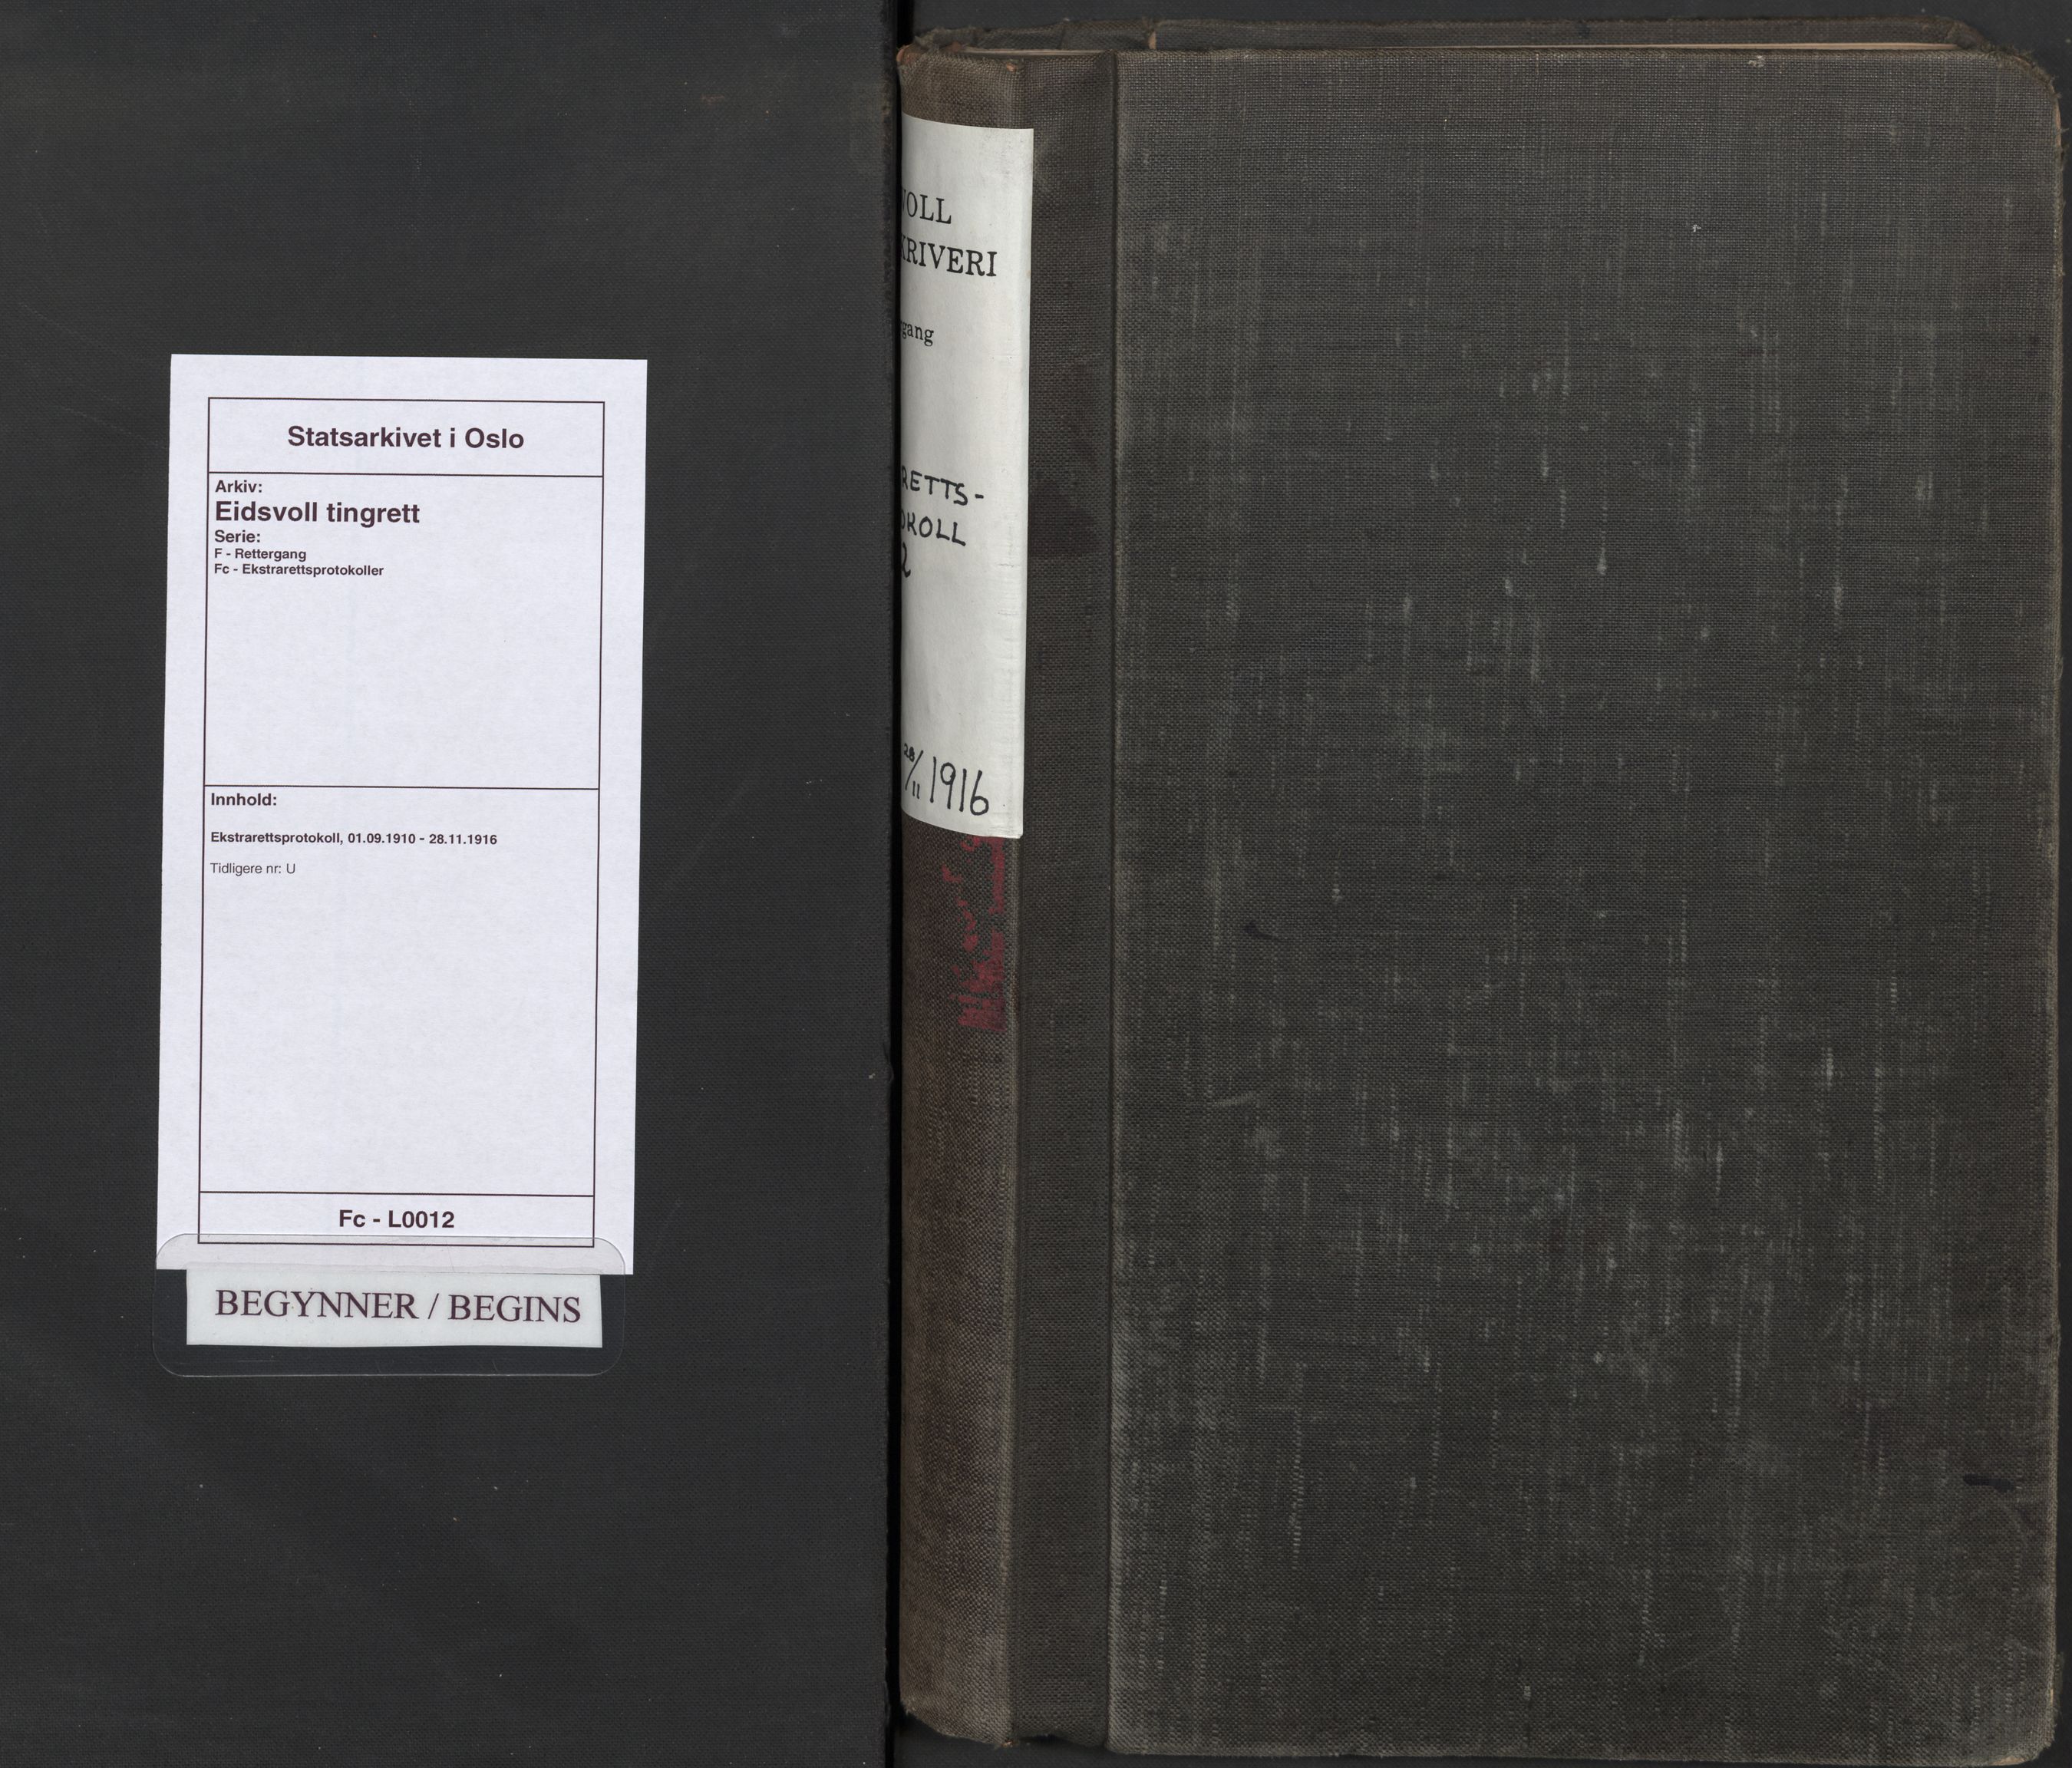 Statsarkivet i Oslo
Arkiv:
Eidsvoll tingrett
Serie:
F - Rettergang
Fc - Ekstrarettsprotokoller
Innhold:
Ekstrarettsprotokoll, 01.09.1910 - 28.11.1916
Tidligere nr: U
Fc - L0012
BEGYNNER / BEGINS
VOLL
KRIVERI
gang
RETTS-
OKOLL
2
28/11 1916